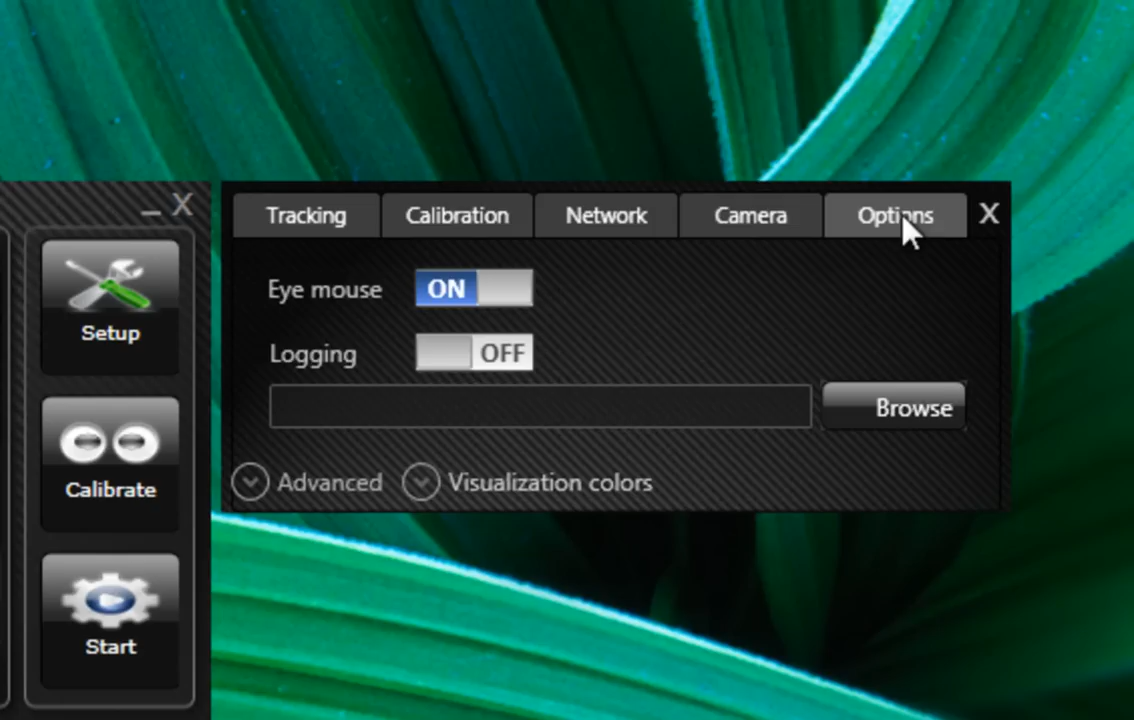 X
Setup
Calibrate
Start
Tracking Calibration Network Camera Options X
Eye mouse ON
Logging OFF
Browse
Advanced Visualization colors